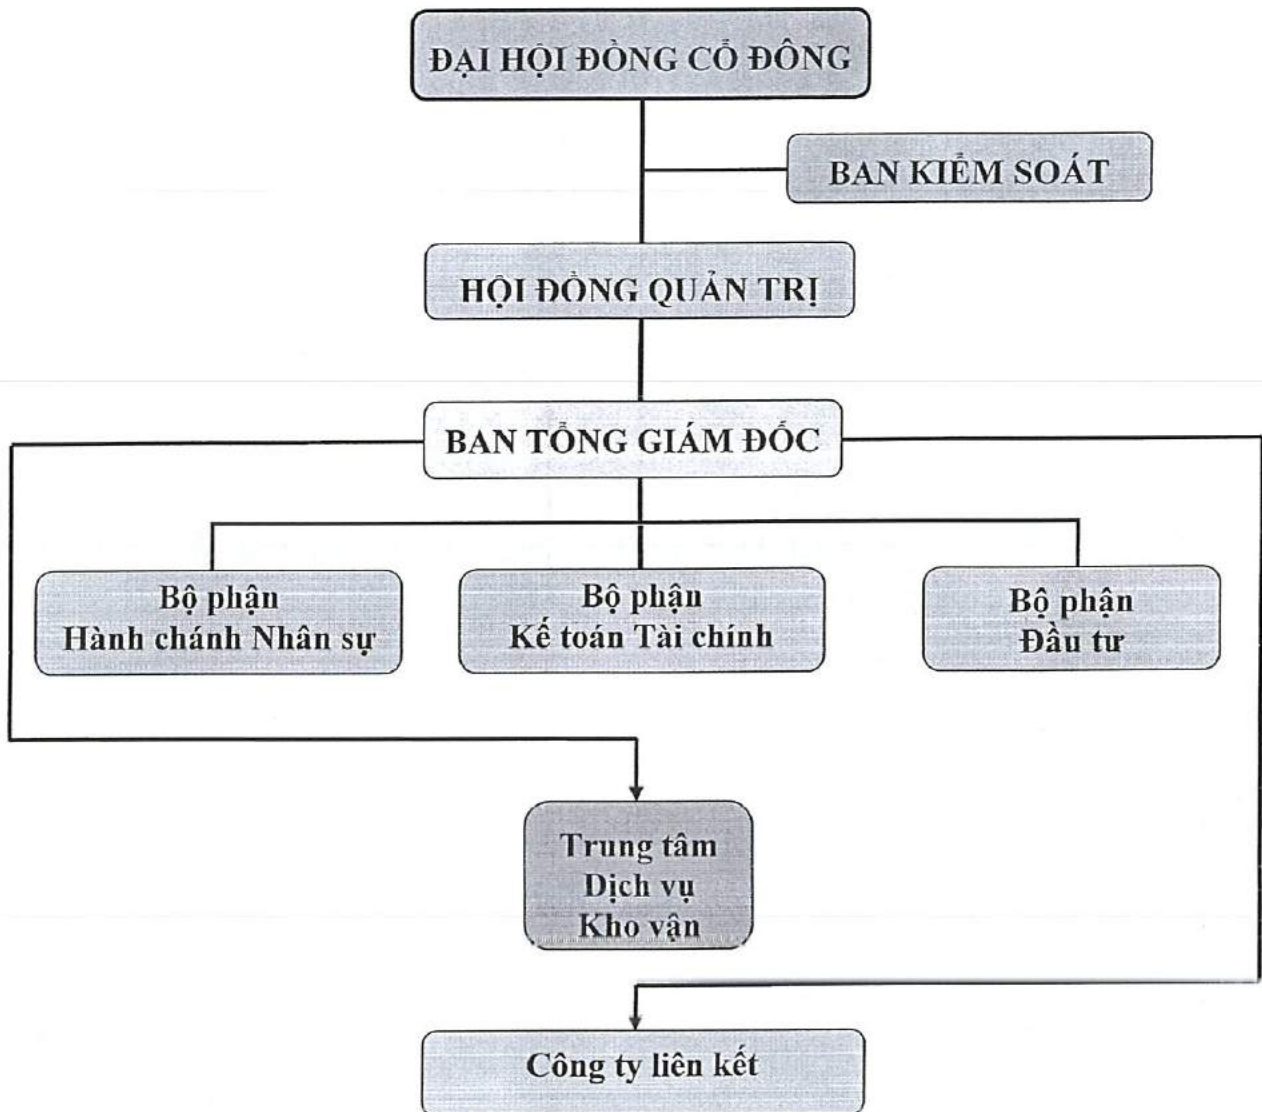 ĐẠI HỘI ĐỒNG CỔ ĐÔNG
BAN KIỂM SOÁT
HỘI ĐỒNG QUẢN TRỊ
BAN TỔNG GIÁM ĐỐC
Bộ phận
Hành chánh Nhân sự
Bộ phận
Kế toán Tài chính
Bộ phận
Đầu tư
Trung tâm
Dịch vụ
Kho vận
Công ty liên kết